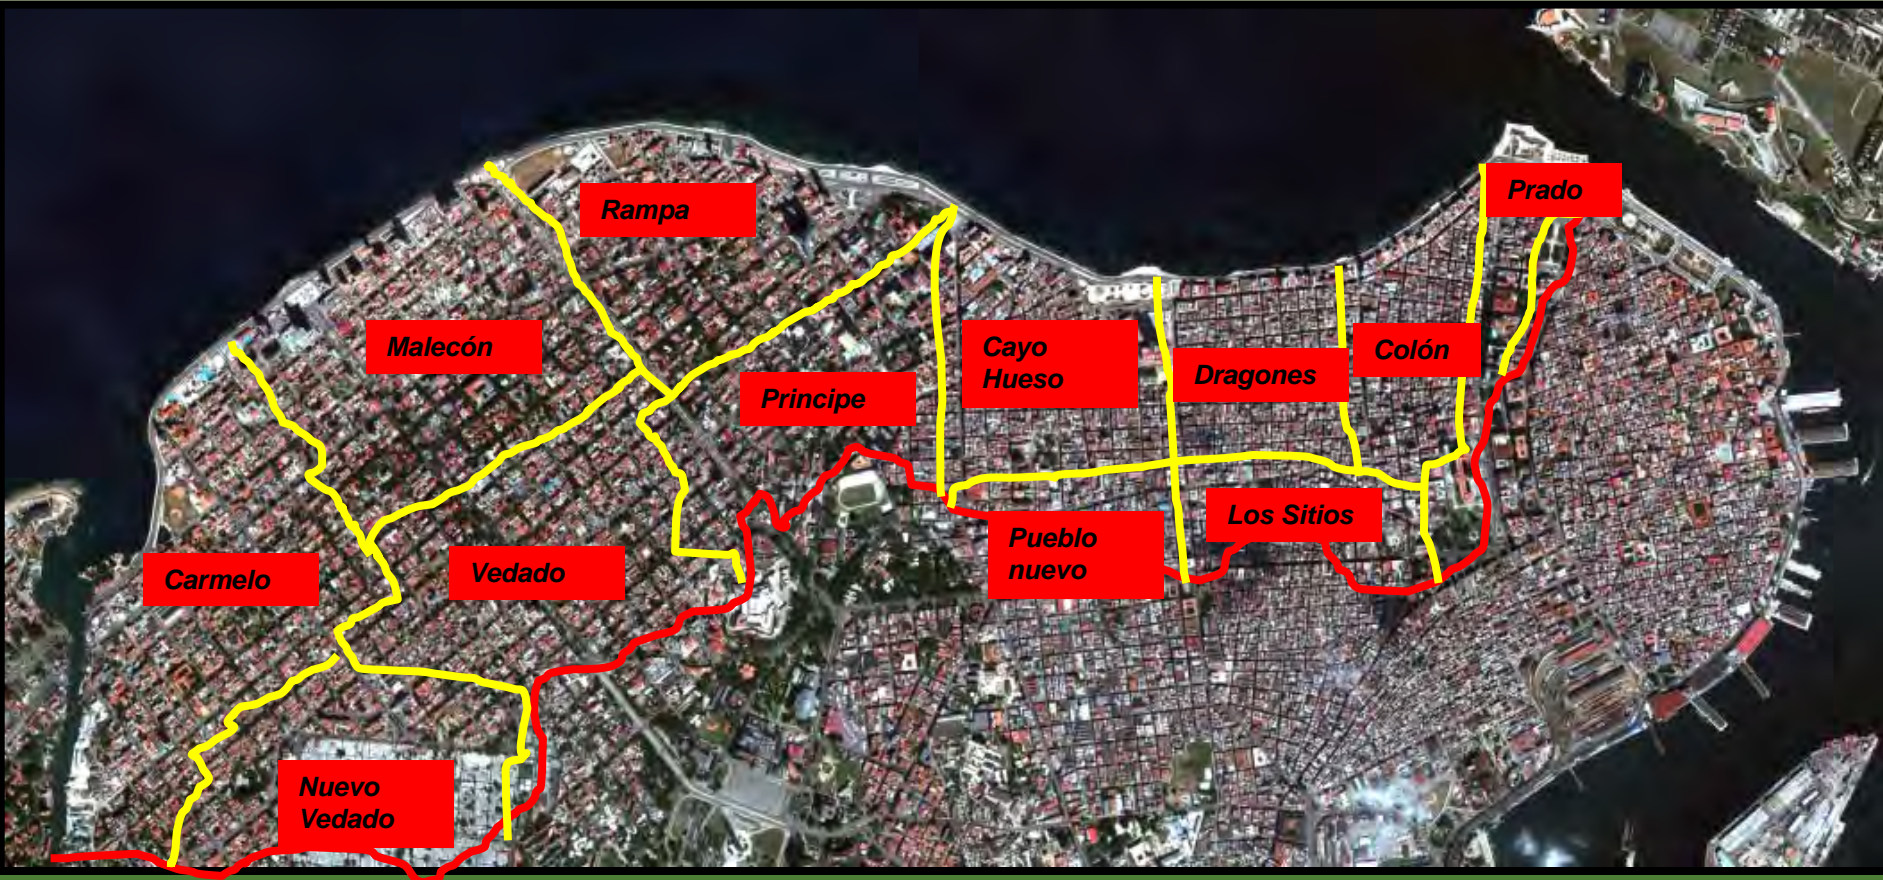 Prado
Rampa
Malecón
Cayo
Hueso
Colón
Dragones
Principe
Los Sitios
Pueblo
nuevo
Carmelo
Vedado
Nuevo
Vedado